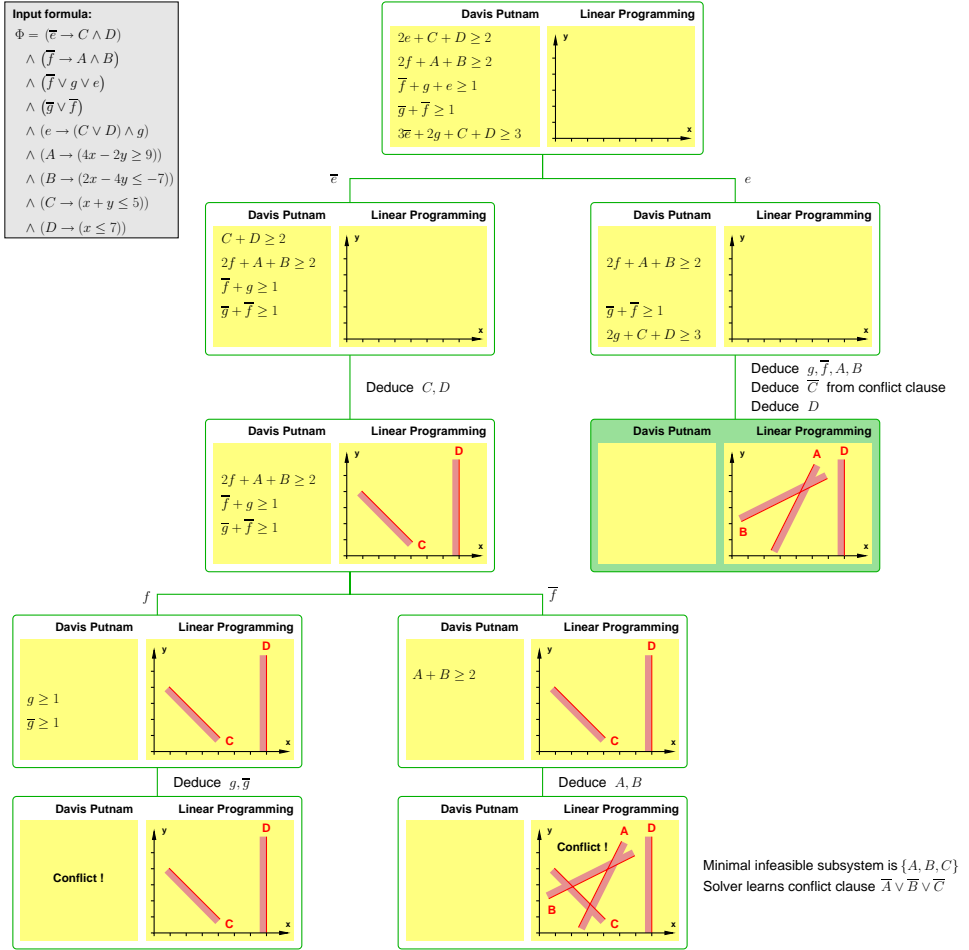 Input formula:
Φ = (e̅ → C ∧ D)
∧ (f̅ → A ∧ B)
∧ (f̅ ∨ g ∨ e)
∧ (g̅ ∨ f̅)
∧ (e → (C ∨ D) ∧ g)
∧ (A → (4x − 2y ≥ 9))
∧ (B → (2x − 4y ≤ −7))
∧ (C → (x + y ≤ 5))
∧ (D → (x ≤ 7))
Davis Putnam Linear Programming
2e + C + D ≥ 2
2f + A + B ≥ 2
f̅ + g + e ≥ 1
g̅ + f̅ ≥ 1
3e̅ + 2g + C + D ≥ 3
y
x
e̅
e
Davis Putnam Linear Programming
C + D ≥ 2
2f + A + B ≥ 2
f̅ + g ≥ 1
g̅ + f̅ ≥ 1
y
x
Davis Putnam Linear Programming
2f + A + B ≥ 2
g̅ + f̅ ≥ 1
2g + C + D ≥ 3
y
x
Deduce C, D
Deduce g, f̅, A, B
Deduce C̅ from conflict clause
Deduce D
Davis Putnam Linear Programming
2f + A + B ≥ 2
f̅ + g ≥ 1
g̅ + f̅ ≥ 1
y
D
C
x
Davis Putnam Linear Programming
y
A
D
B
x
f
f̅
Davis Putnam Linear Programming
g ≥ 1
g̅ ≥ 1
y
D
C
x
Davis Putnam Linear Programming
A + B ≥ 2
y
D
C
x
Deduce g, g̅
Deduce A, B
Davis Putnam Linear Programming
Conflict !
y
D
C
x
Davis Putnam Linear Programming
y
A
D
Conflict !
B
C
x
Minimal infeasible subsystem is {A, B, C}
Solver learns conflict clause A̅ ∨ B̅ ∨ C̅